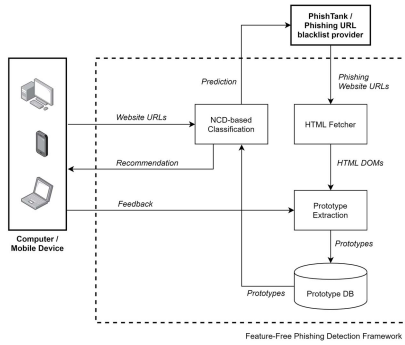 PhishTank /
Phishing URL
blacklist provider
Prediction
Phishing
Website URLs
Website URLs
NCD-based
Classification
HTML Fetcher
Recommendation
HTML DOMs
Feedback
Prototype
Extraction
Computer /
Mobile Device
Prototypes
Prototypes
Prototype DB
Feature-Free Phishing Detection Framework